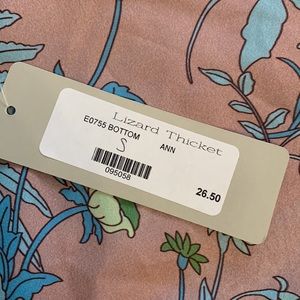 Lizard Thicket
E0755 BOTTOM ANN
S
095058
26.50